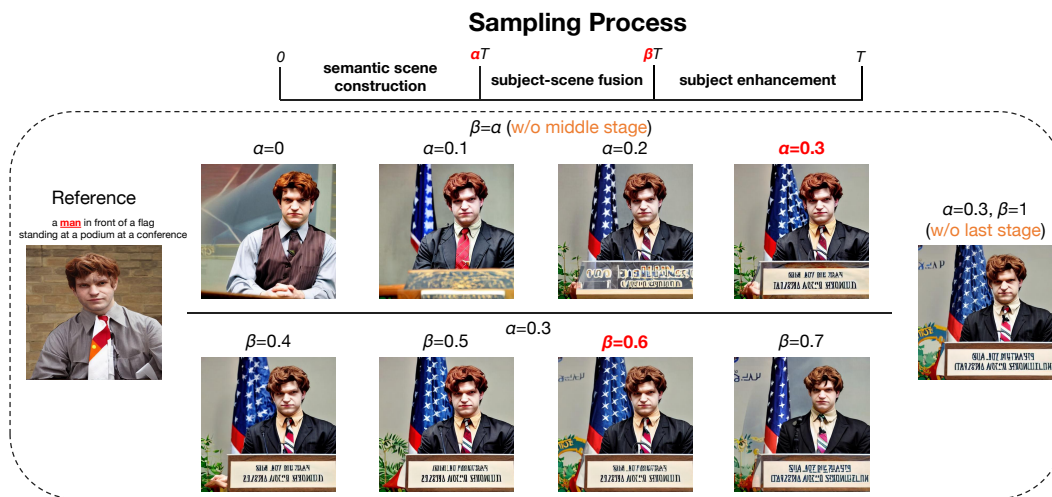 Sampling Process
0
αT
βT
T
semantic scene
construction
subject-scene fusion
subject enhancement
β=α (w/o middle stage)
α=0
α=0.1
α=0.2
α=0.3
Reference
a man in front of a flag
standing at a podium at a conference
α=0.3, β=1
(w/o last stage)
α=0.3
β=0.4
β=0.5
β=0.6
β=0.7